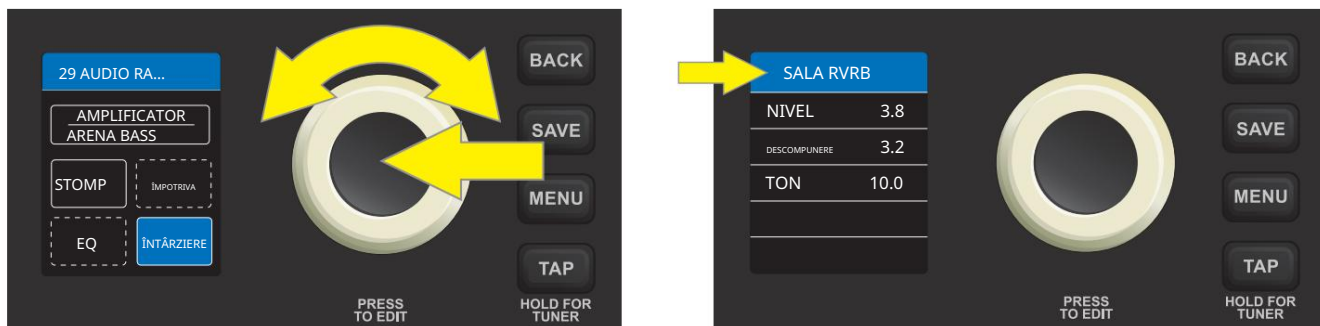 29 AUDIO RA...
AMPLIFICATOR
ARENA BASS
STOMP
ÎMPOTRIVA
EQ
ÎNTÂRZIERE
BACK
SAVE
MENU
TAP
PRESS
TO EDIT
HOLD FOR
TUNER
SALA RVRB
NIVEL 3.8
DESCOMPUNERE 3.2
TON 10.0
BACK
SAVE
MENU
TAP
PRESS
TO EDIT
HOLD FOR
TUNER